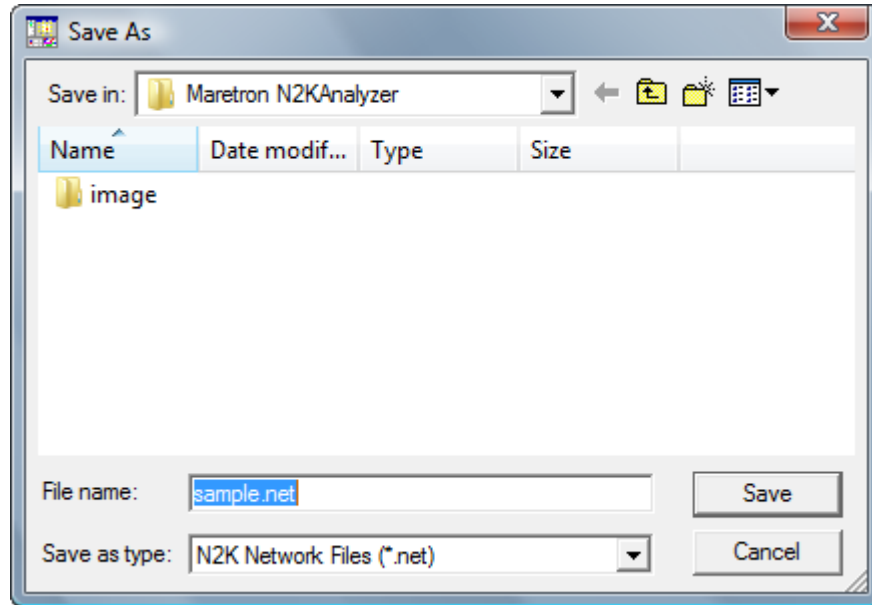 Save As
Save in: Maretron N2KAnalyzer
Name Date modif... Type Size
image
File name: sample.net Save
Save as type: N2K Network Files (*.net) Cancel